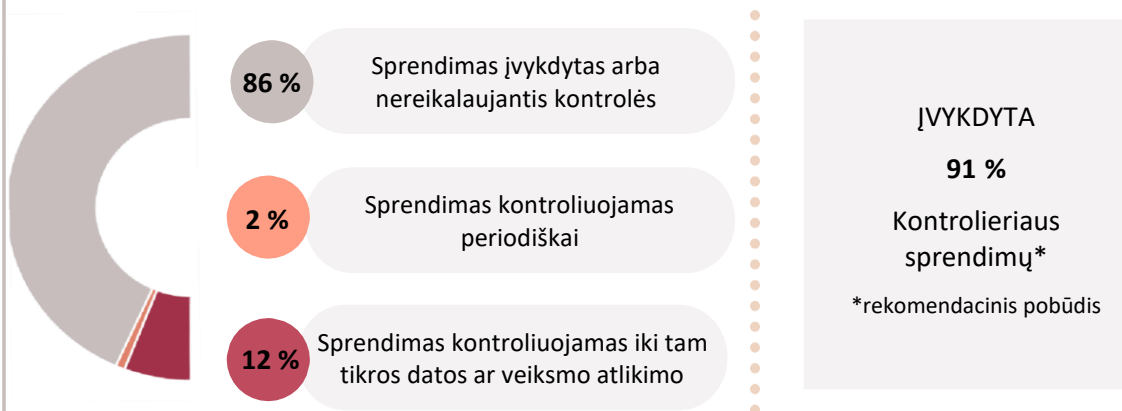 86 %
Sprendimas įvykdytas arba
nereikalaujantis kontrolės
2 %
Sprendimas kontroliuojamas
periodiškai
12 %
Sprendimas kontroliuojamas iki tam
tikros datos ar veiksmo atlikimo
ĮVYKDYTA
91 %
Kontrolieriaus
sprendimų*
*rekomendacinis pobūdis